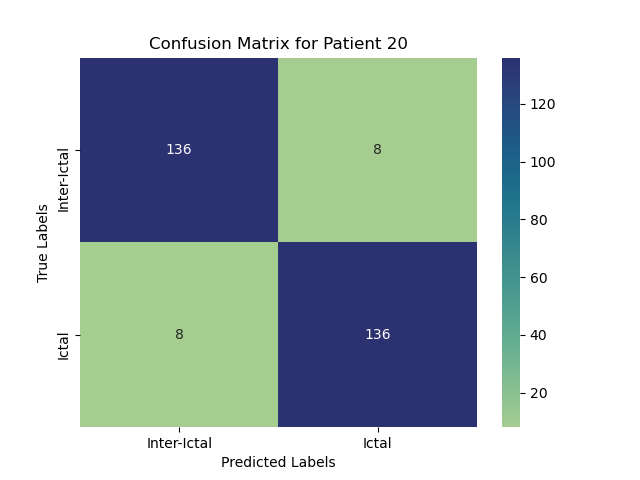 Confusion Matrix for Patient 20
True Labels
Inter-Ictal
136
8
Ictal
8
136
Inter-Ictal
Ictal
Predicted Labels
120
100
80
60
40
20